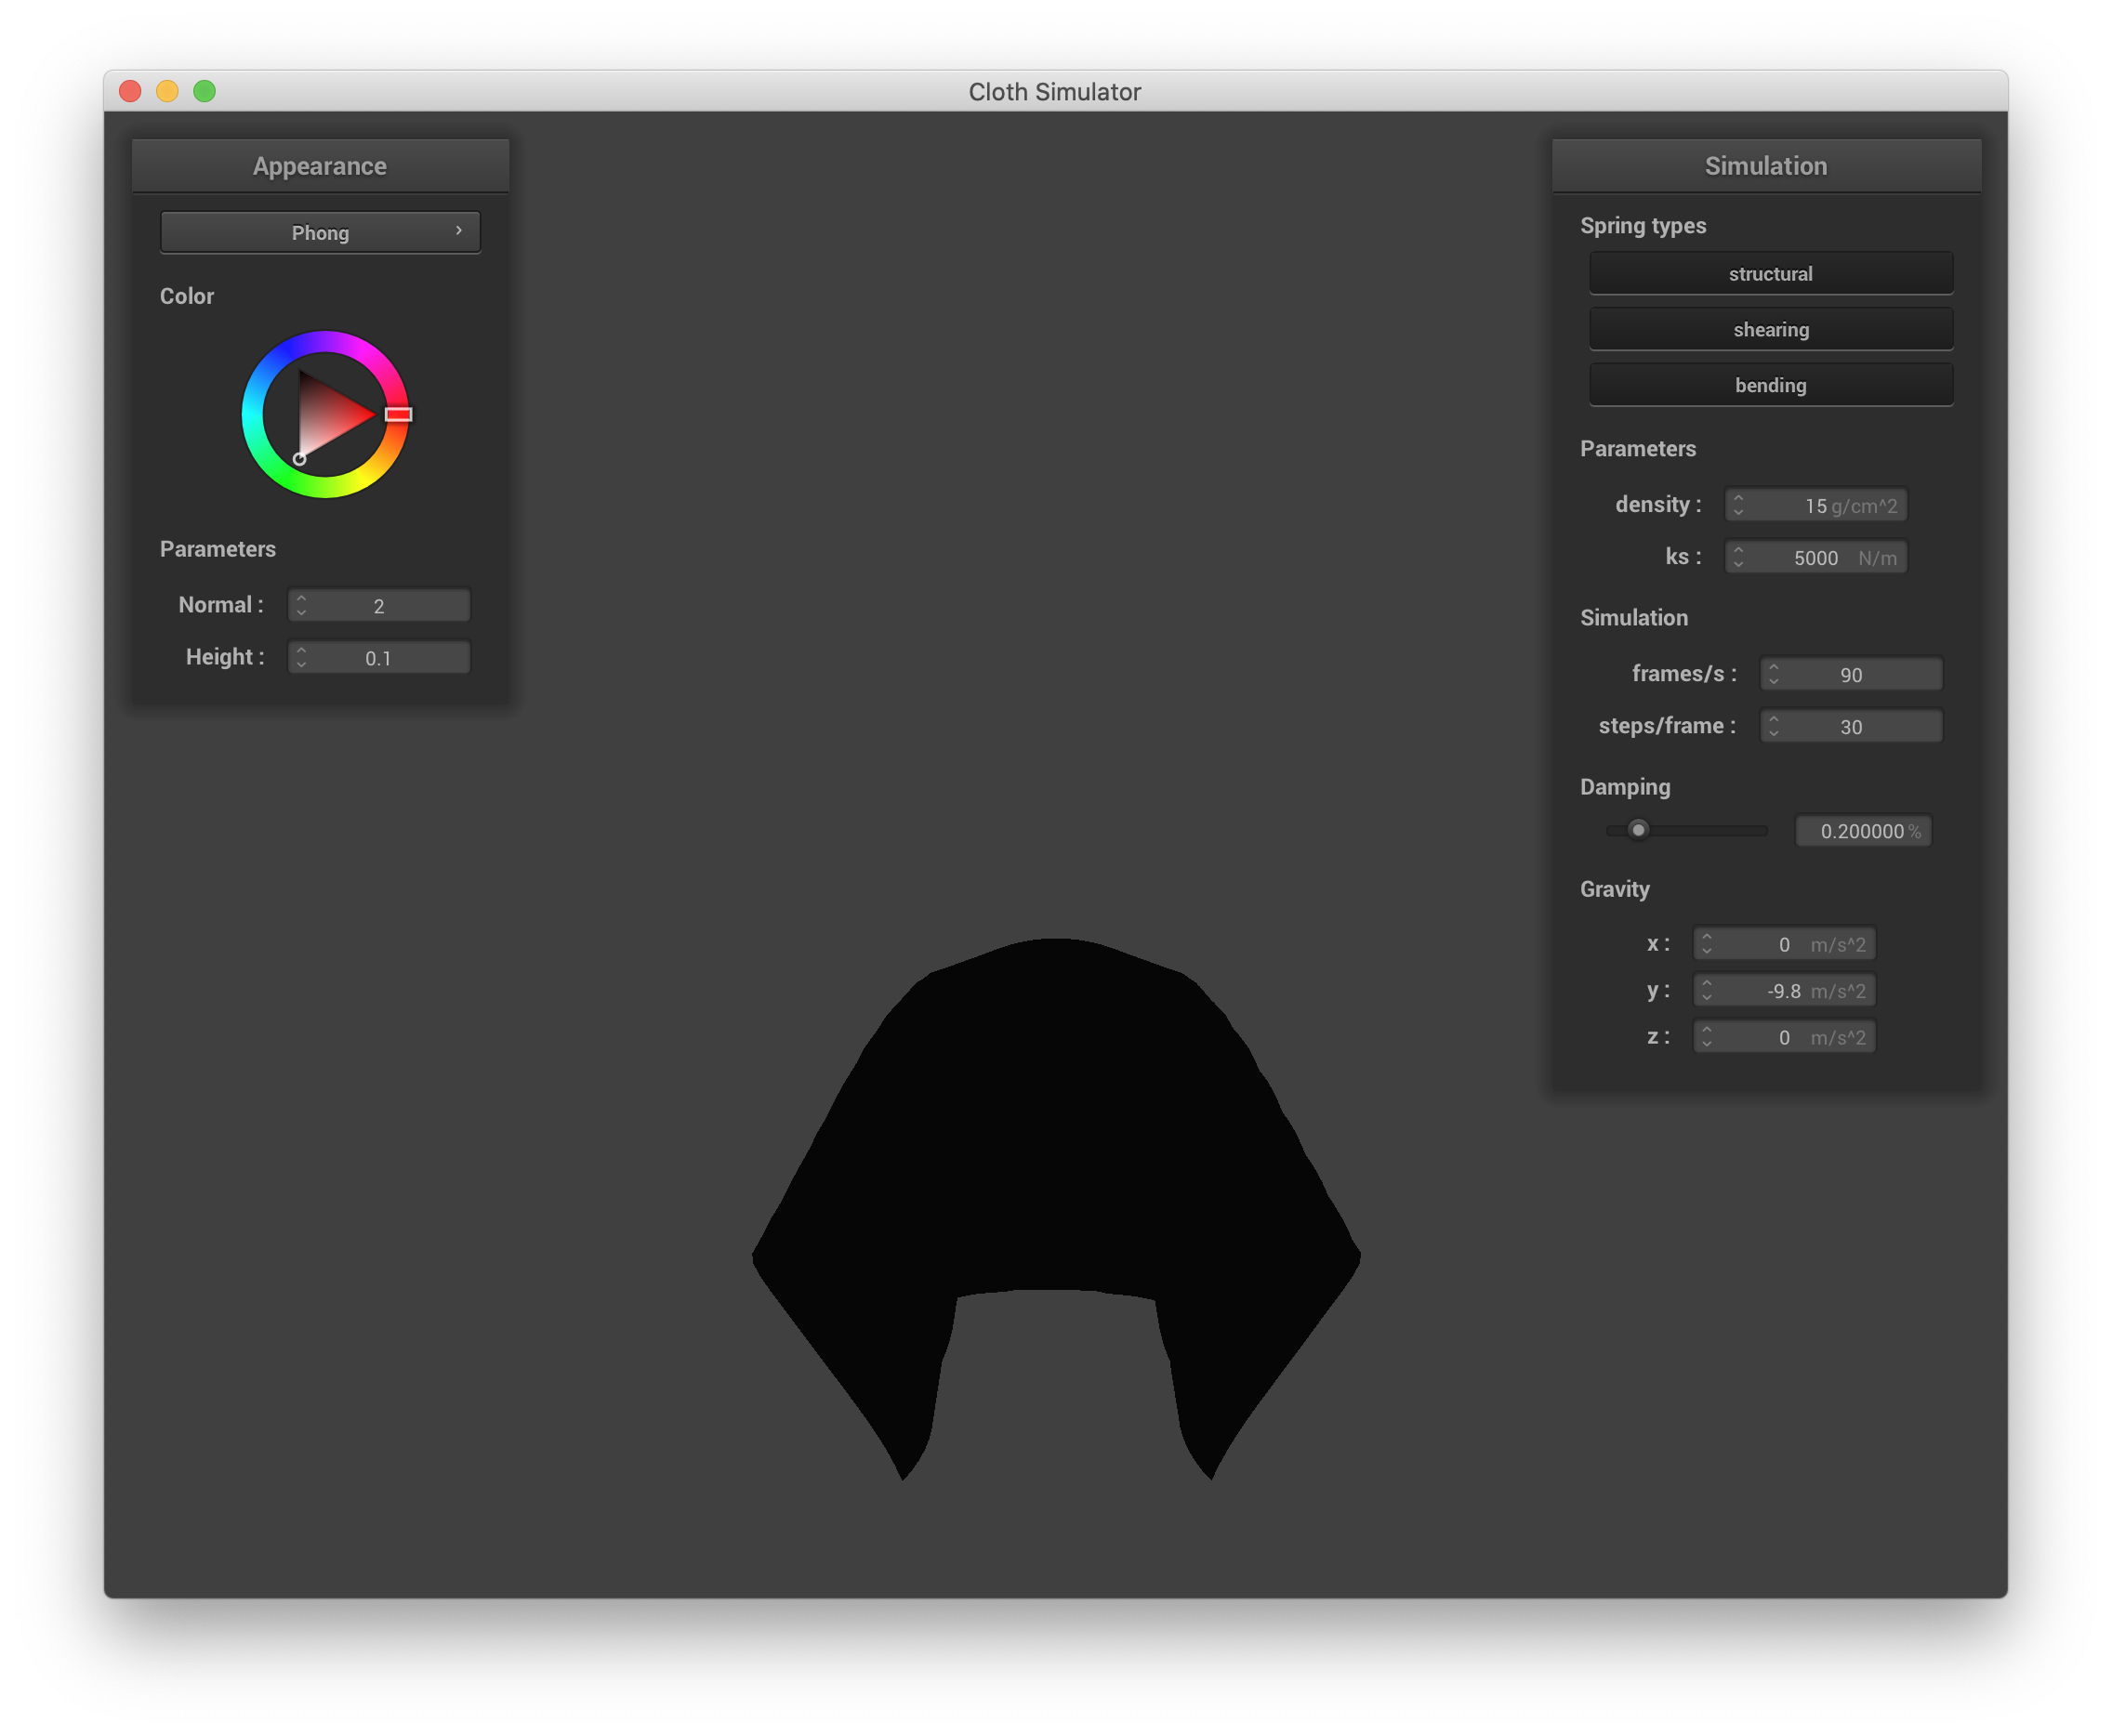 Cloth Simulator
Appearance
Phong
Color
Parameters
Normal : 2
Height : 0.1
Simulation
Spring types
structural
shearing
bending
Parameters
density : 15 g/cm^2
ks : 5000 N/m
Simulation
frames/s : 90
steps/frame : 30
Damping
0.200000 %
Gravity
x : 0 m/s^2
y : -9.8 m/s^2
z : 0 m/s^2